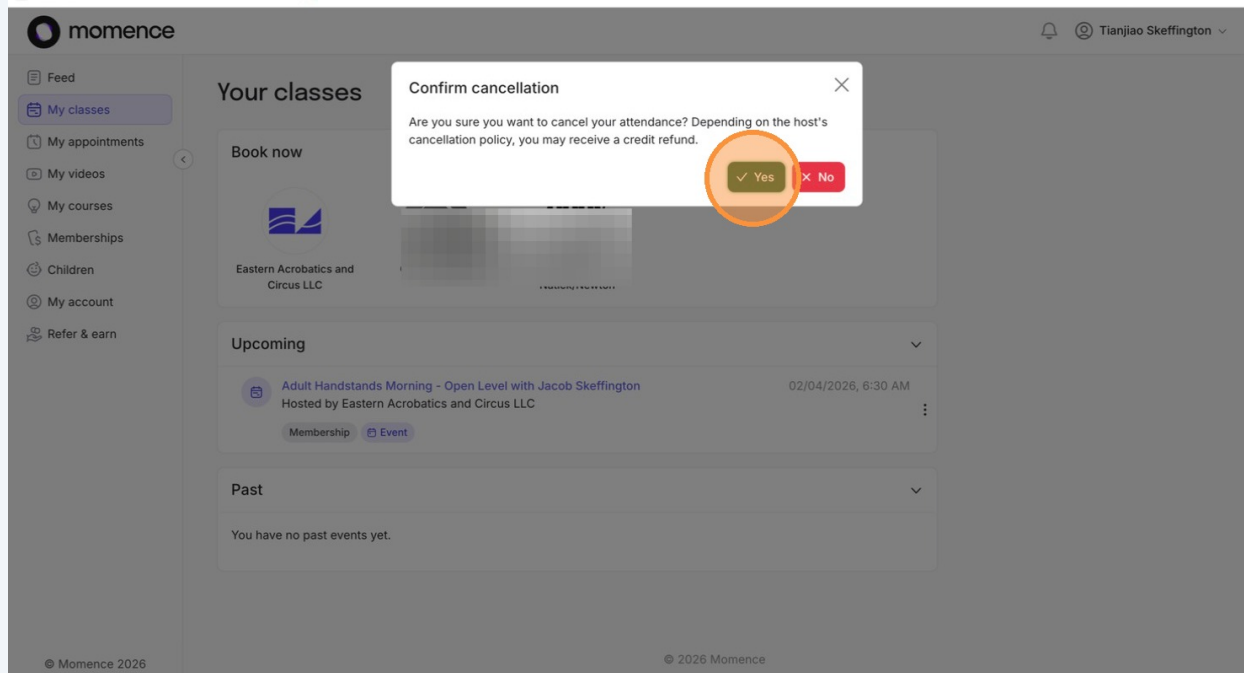 momence
Tianjiao Skeffington
Feed
My classes
My appointments
My videos
My courses
Memberships
Children
My account
Refer & earn
© Momence 2026
Your classes
Confirm cancellation
Are you sure you want to cancel your attendance? Depending on the host's
cancellation policy, you may receive a credit refund.
Yes
No
Book now
Eastern Acrobatics and
Circus LLC
Natick/Newton
Upcoming
Adult Handstands Morning - Open Level with Jacob Skeffington
02/04/2026, 6:30 AM
Hosted by Eastern Acrobatics and Circus LLC
Membership
Event
Past
You have no past events yet.
© 2026 Momence